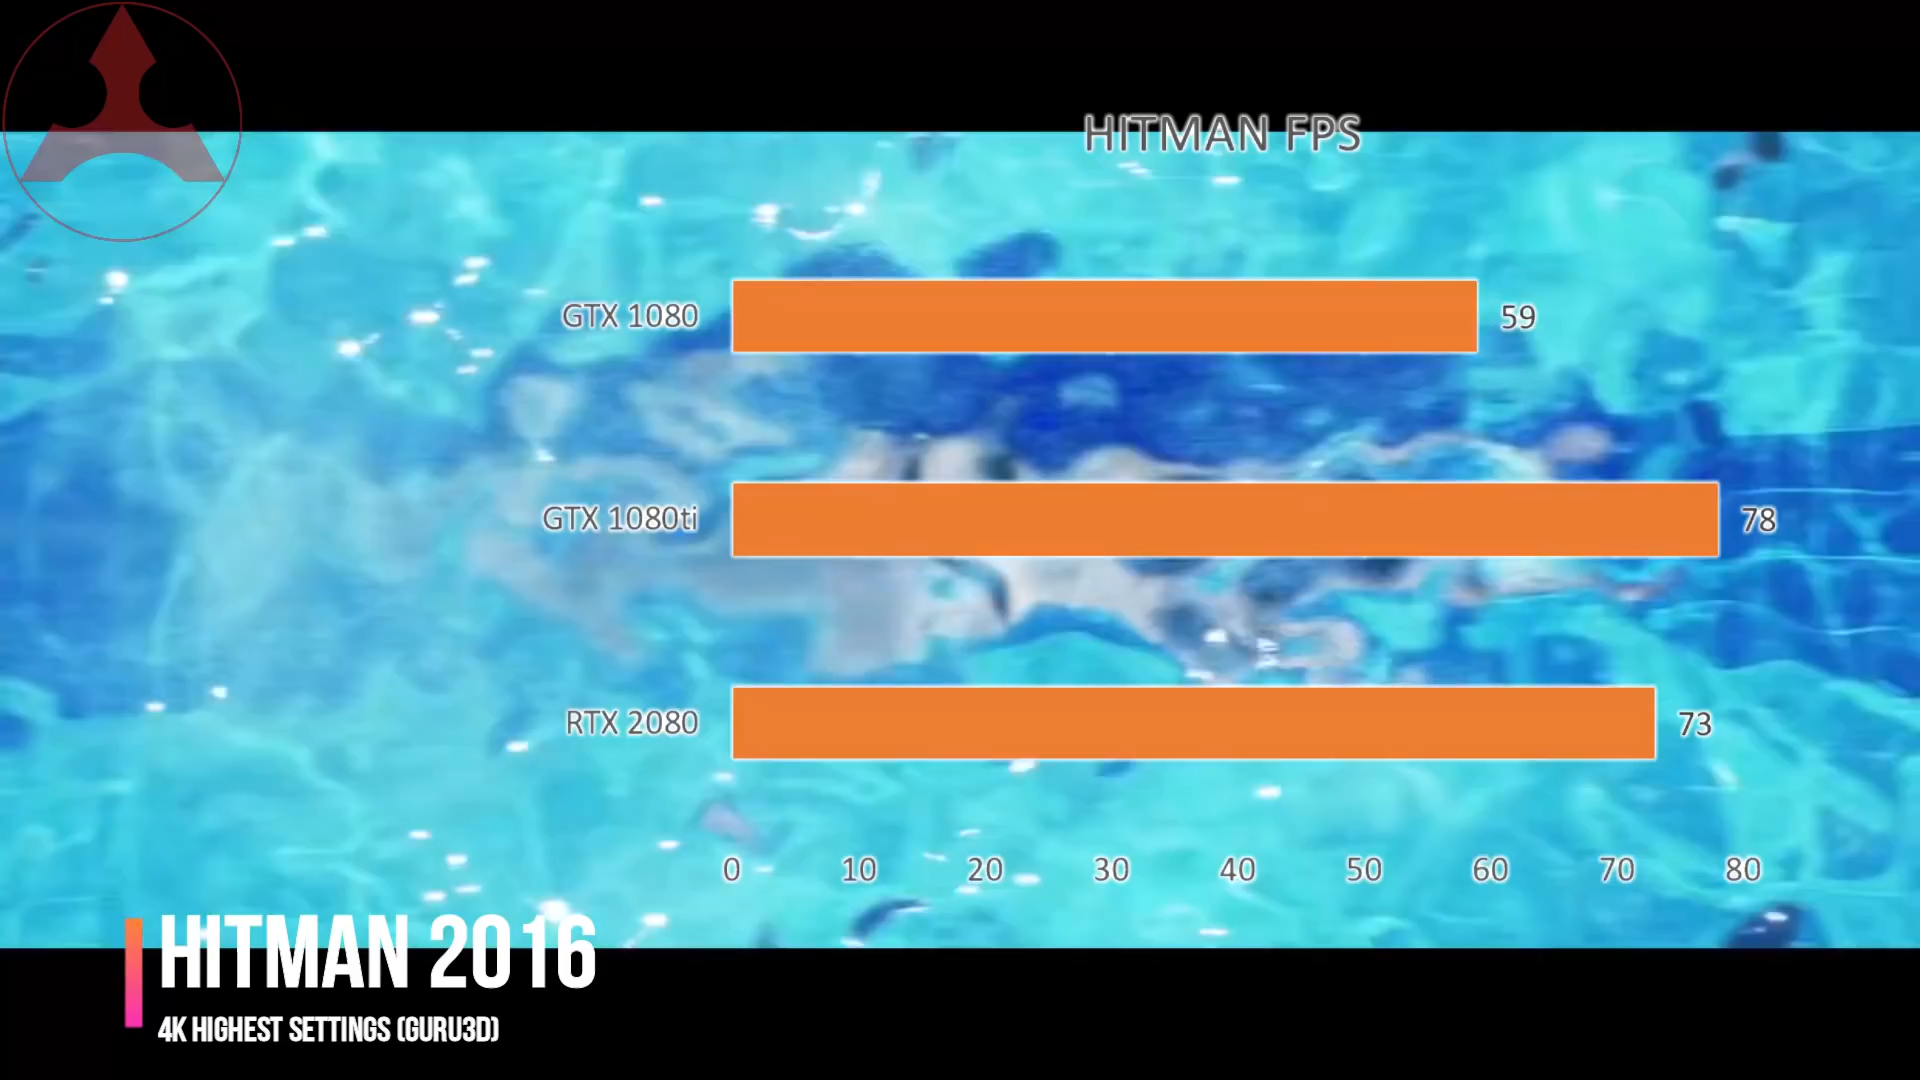 HITMAN FPS
GTX 1080 59
GTX 1080ti 78
RTX 2080 73
0 10 20 30 40 50 60 70 80
HITMAN 2016
4K HIGHEST SETTINGS (GURU3D)